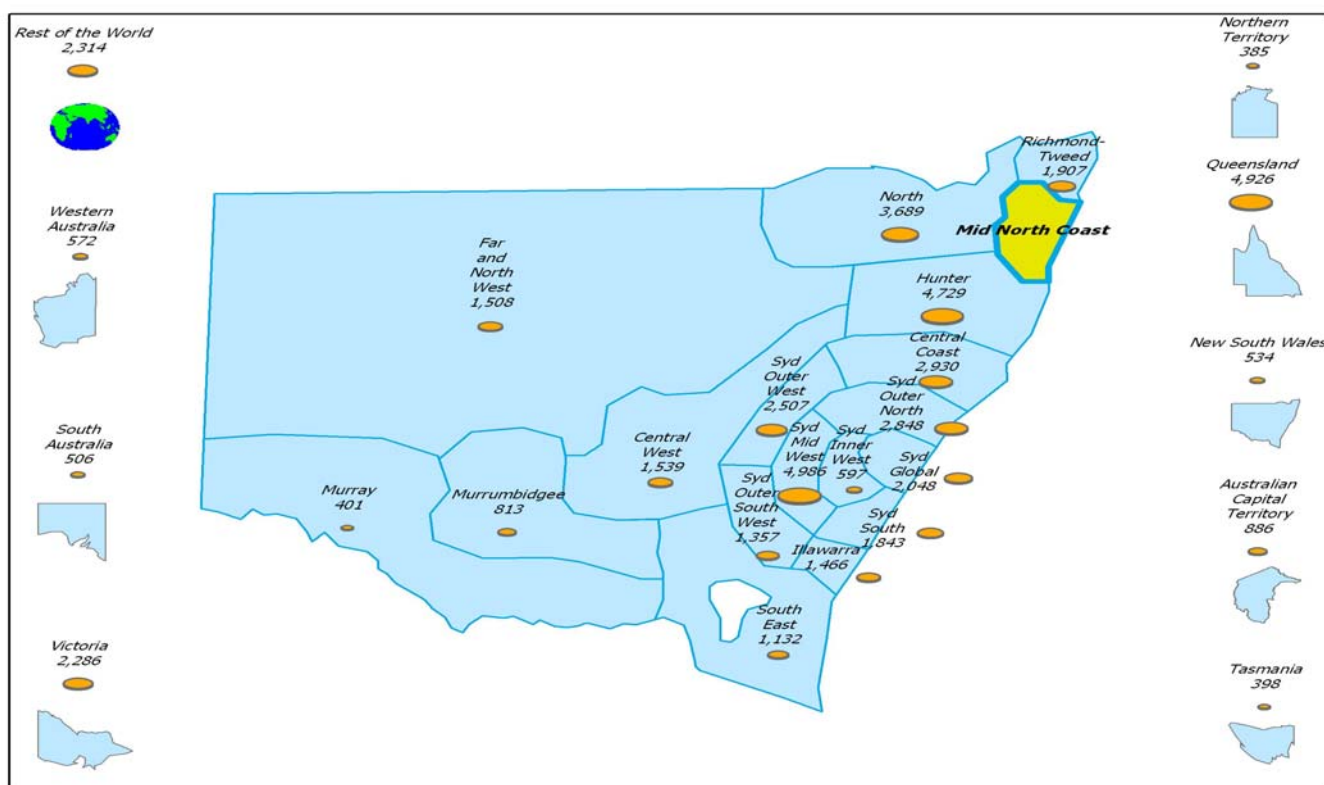 Rest of the World
2,314
Western
Australia
572
South
Australia
506
Victoria
2,286
Far
and
North
West
1,508
Murray
401
Murrumbidgee
813
Central
West
1,539
North
3,689
Richmond-
Tweed
1,907
Mid North Coast
Hunter
4,729
Central
Coast
2,930
Syd
Outer
West
2,507
Syd
Outer
North
2,848
Syd
Mid
West
4,986
Syd
Inner
West
597
Syd
Global
2,048
Syd
Outer
South
West
1,357
Syd
South
1,843
Illawarra
1,466
South
East
1,132
Northern
Territory
385
Queensland
4,926
New South Wales
534
Australian
Capital
Territory
886
Tasmania
398